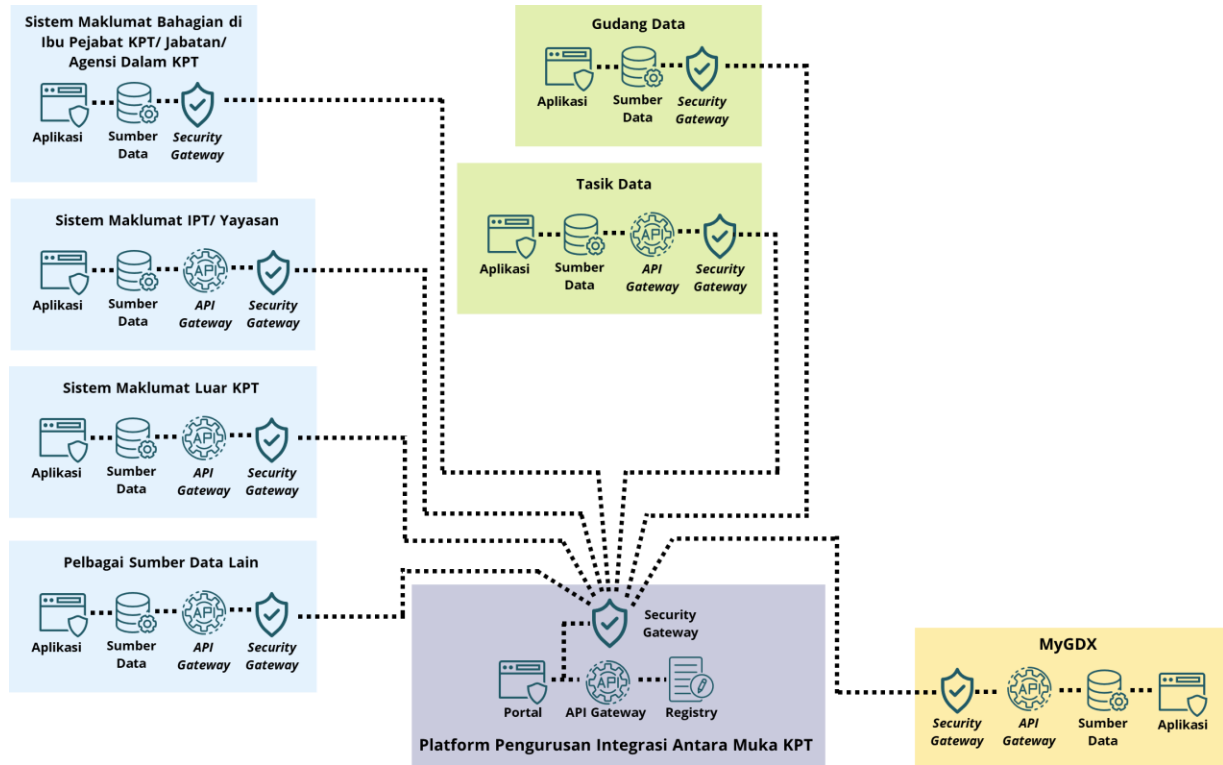 Sistem Maklumat Bahagian di
Ibu Pejabat KPT/ Jabatan/
Agensi Dalam KPT
Aplikasi
Sumber
Data
Security
Gateway
Sistem Maklumat IPT/ Yayasan
API
Aplikasi
Sumber
Data
API
Gateway
Security
Gateway
Sistem Maklumat Luar KPT
API
Aplikasi
Sumber
Data
API
Gateway
Security
Gateway
Pelbagai Sumber Data Lain
API
Aplikasi
Sumber
Data
API
Gateway
Security
Gateway
Gudang Data
Aplikasi
Sumber
Data
Security
Gateway
Tasik Data
API
Aplikasi
Sumber
Data
API
Gateway
Security
Gateway
Security
Gateway
API
Portal
API Gateway
Registry
Platform Pengurusan Integrasi Antara Muka KPT
MyGDX
API
Security
Gateway
API
Gateway
Sumber
Data
Aplikasi